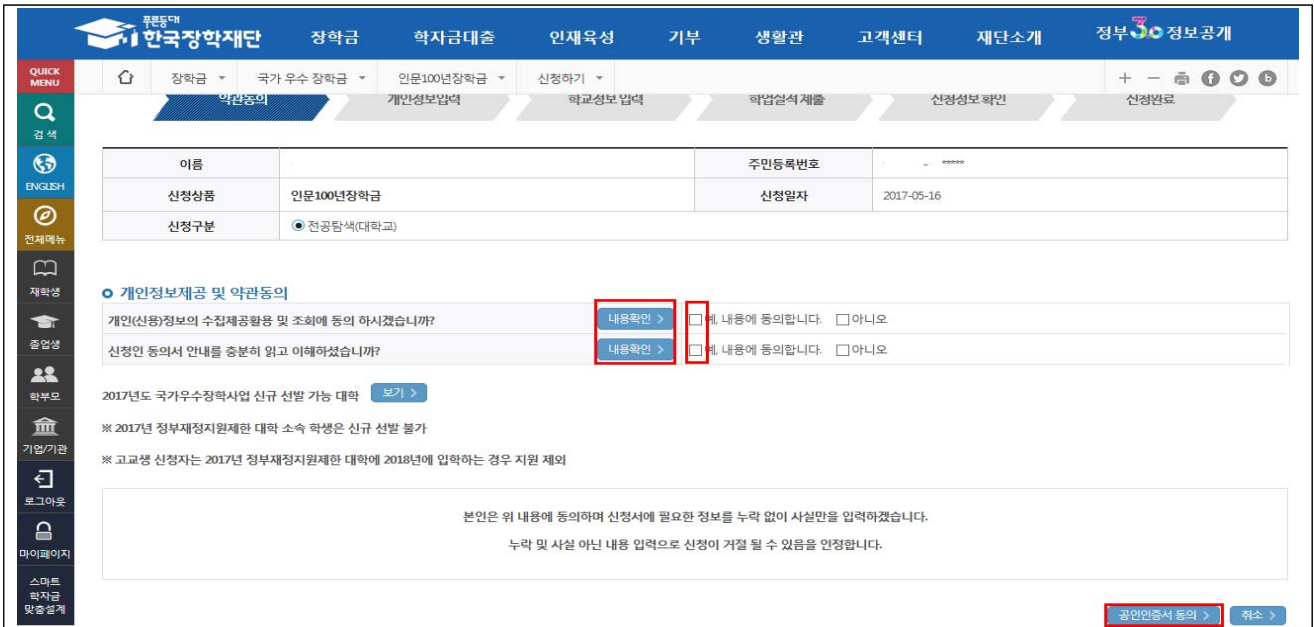 푸른등대
한국장학재단 장학금 학자금대출 인재육성 기부 생활관 고객센터 재단소개 정부3.0 정보공개
QUICK MENU
장학금 국가 우수 장학금 인문100년장학금 신청하기
약관동의 개인정보입력 학교정보 입력 학업실적 제출 신청정보 확인 신청완료
검 색
ENGLISH
전체메뉴
재학생
졸업생
학부모
기업/기관
로그아웃
마이페이지
스마트
학자금
맞춤설계
이름 주민등록번호 - *****
신청상품 인문100년장학금 신청일자 2017-05-16
신청구분 전공탐색(대학교)
개인정보제공 및 약관동의
개인(신용)정보의 수집제공활용 및 조회에 동의 하시겠습니까? 내용확인 > 예, 내용에 동의합니다. 아니오
신청인 동의서 안내를 충분히 읽고 이해하셨습니까? 내용확인 > 예, 내용에 동의합니다. 아니오
2017년도 국가우수장학사업 신규 선발 가능 대학 보기 >
※ 2017년 정부재정지원제한 대학 소속 학생은 신규 선발 불가
※ 고교생 신청자는 2017년 정부재정지원제한 대학에 2018년에 입학하는 경우 지원 제외
본인은 위 내용에 동의하며 신청서에 필요한 정보를 누락 없이 사실만을 입력하겠습니다.
누락 및 사실 아닌 내용 입력으로 신청이 거절 될 수 있음을 인정합니다.
공인인증서 동의 > 취소 >